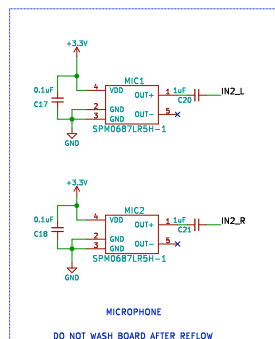 +3.3V
MIC1
0.1uF
C17
4 VDD
OUT+ 1
1uF
C20
IN2_L
2 GND
3 GND
OUT- 5
SPM0687LR5H-1
GND
+3.3V
MIC2
0.1uF
C18
4 VDD
OUT+ 1
1uF
C21
IN2_R
2 GND
3 GND
OUT- 5
SPM0687LR5H-1
GND
MICROPHONE
DO NOT WASH BOARD AFTER REFLOW